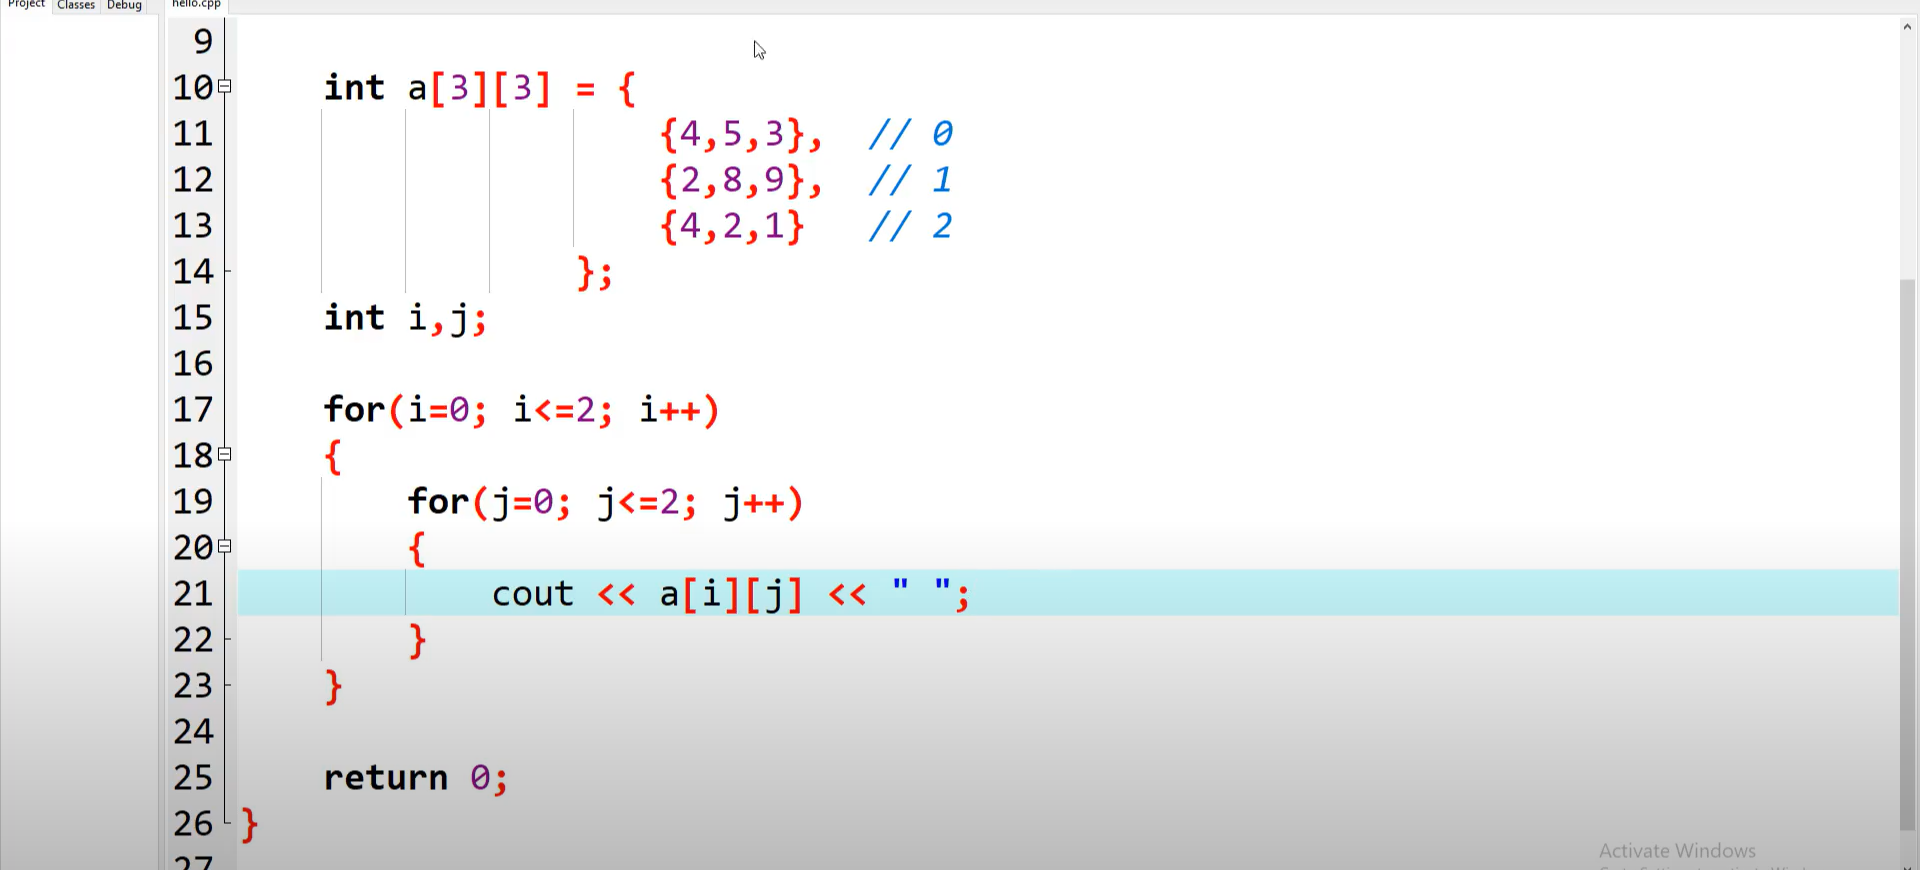 Project Classes Debug hello.cpp
9
10 int a[3][3] = {
11 {4,5,3}, // 0
12 {2,8,9}, // 1
13 {4,2,1} // 2
14 };
15 int i,j;
16
17 for(i=0; i<=2; i++)
18 {
19 for(j=0; j<=2; j++)
20 {
21 cout << a[i][j] << " ";
22 }
23 }
24
25 return 0;
26 }
27
Activate Windows